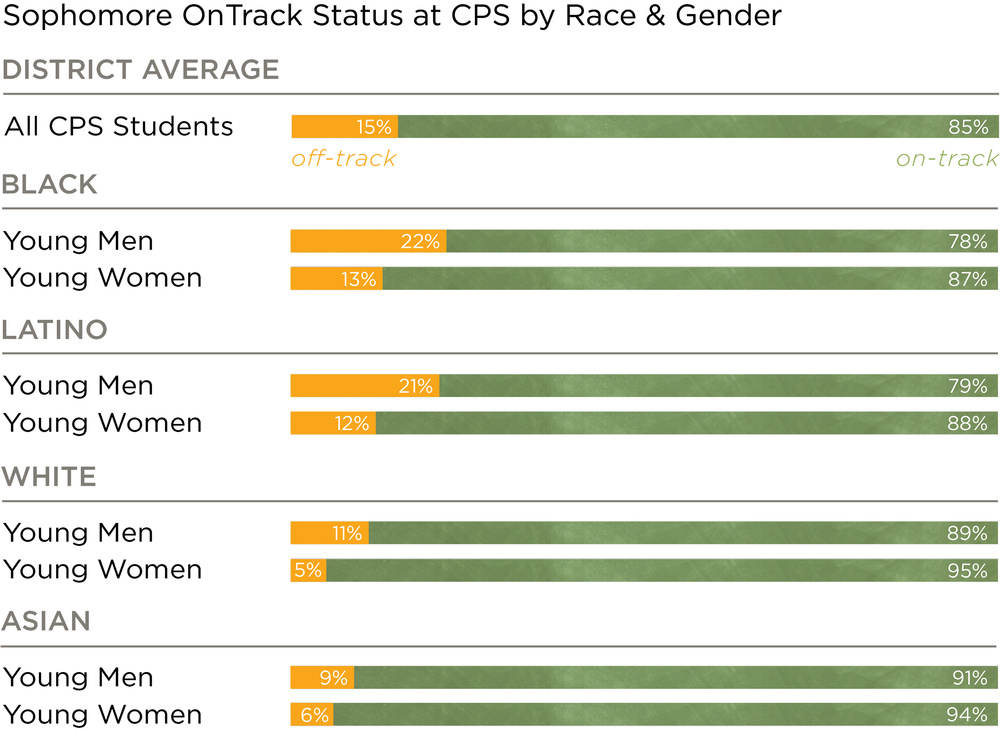 Sophomore OnTrack Status at CPS by Race & Gender
DISTRICT AVERAGE
All CPS Students 15% 85%
off-track on-track
BLACK
Young Men 22% 78%
Young Women 13% 87%
LATINO
Young Men 21% 79%
Young Women 12% 88%
WHITE
Young Men 11% 89%
Young Women 5% 95%
ASIAN
Young Men 9% 91%
Young Women 6% 94%